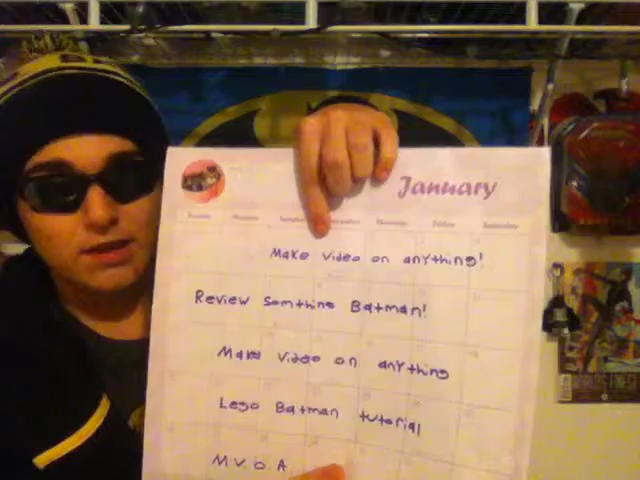 January
Make video on anything!
Review somthing Batman!
Make video on anything
Lego Batman tutorial
M.V.O.A